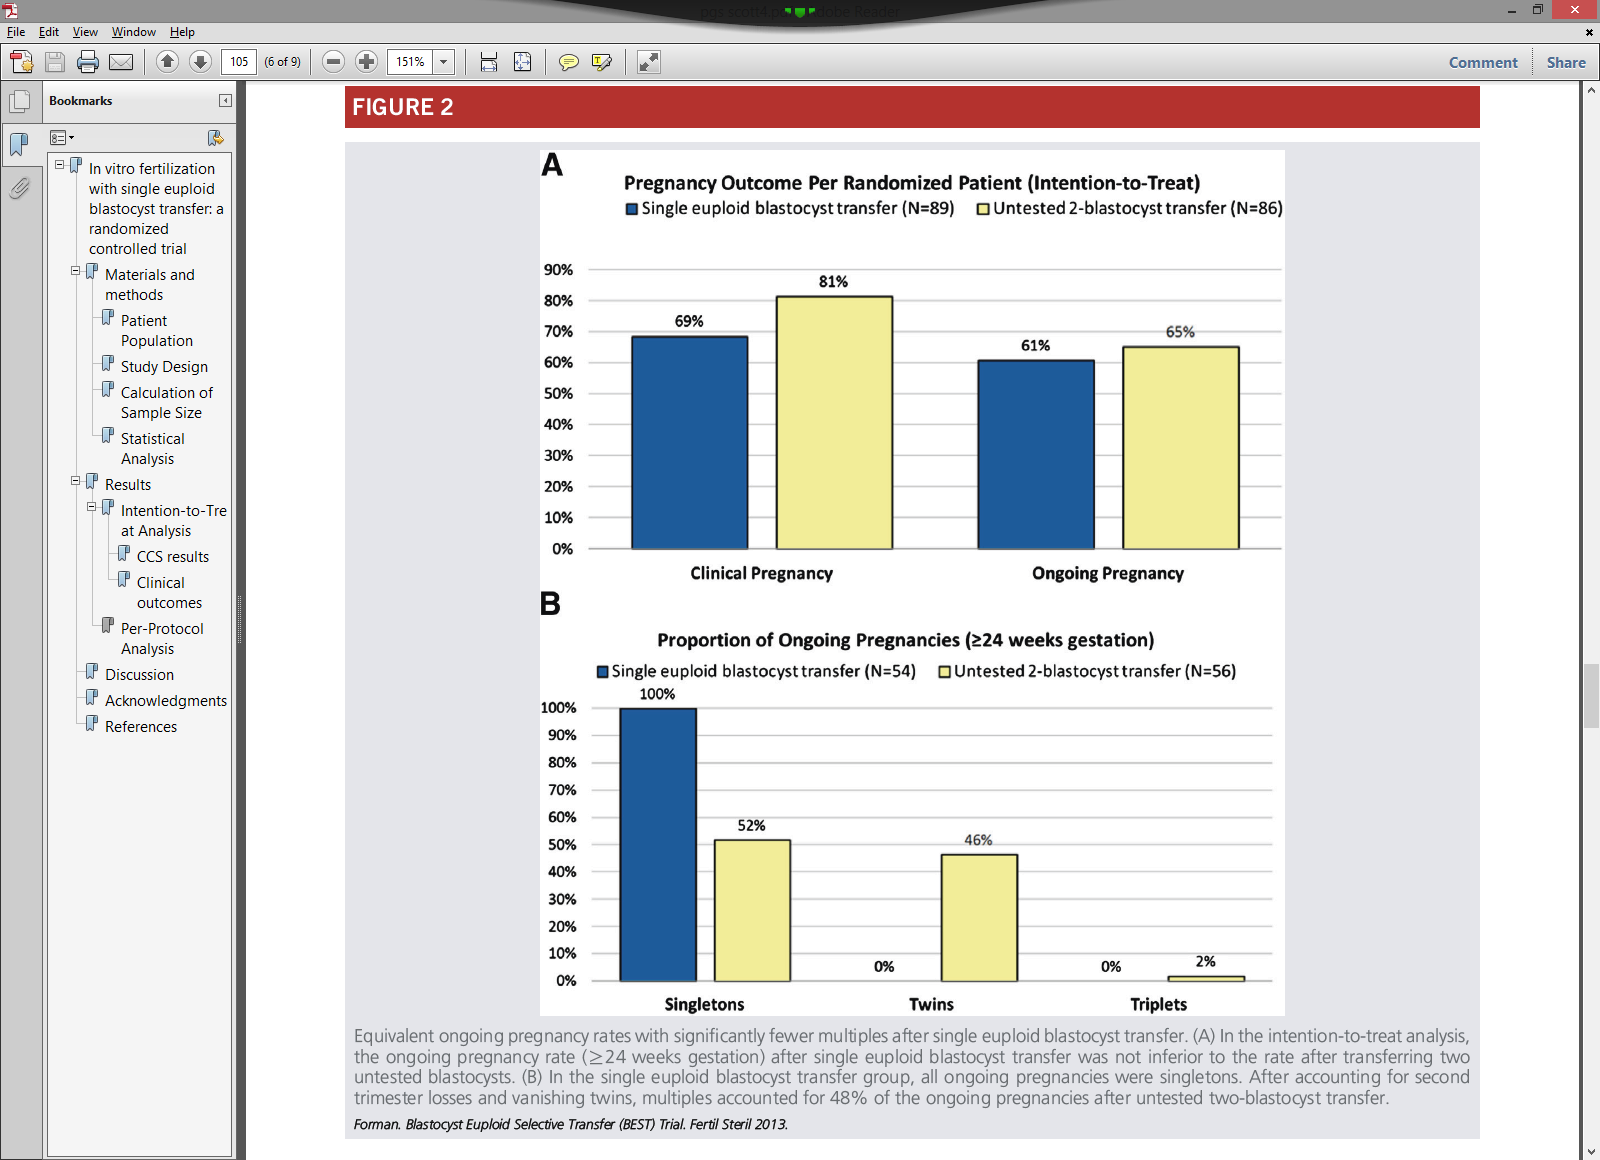 File Edit View Window Help
105 (6 of 9) 151% Comment Share
Bookmarks
In vitro fertilization
with single euploid
blastocyst transfer: a
randomized
controlled trial
Materials and
methods
Patient
Population
Study Design
Calculation of
Sample Size
Statistical
Analysis
Results
Intention-to-Tre
at Analysis
CCS results
Clinical
outcomes
Per-Protocol
Analysis
Discussion
Acknowledgments
References
FIGURE 2
A
Pregnancy Outcome Per Randomized Patient (Intention-to-Treat)
Single euploid blastocyst transfer (N=89) Untested 2-blastocyst transfer (N=86)
90%
80%
70%
60%
50%
40%
30%
20%
10%
0%
69% 81% 61% 65%
Clinical Pregnancy Ongoing Pregnancy
B
Proportion of Ongoing Pregnancies (≥24 weeks gestation)
Single euploid blastocyst transfer (N=54) Untested 2-blastocyst transfer (N=56)
100%
90%
80%
70%
60%
50%
40%
30%
20%
10%
0%
100% 52% 0% 46% 0% 2%
Singletons Twins Triplets
Equivalent ongoing pregnancy rates with significantly fewer multiples after single euploid blastocyst transfer. (A) In the intention-to-treat analysis,
the ongoing pregnancy rate (≥24 weeks gestation) after single euploid blastocyst transfer was not inferior to the rate after transferring two
untested blastocysts. (B) In the single euploid blastocyst transfer group, all ongoing pregnancies were singletons. After accounting for second
trimester losses and vanishing twins, multiples accounted for 48% of the ongoing pregnancies after untested two-blastocyst transfer.
Forman. Blastocyst Euploid Selective Transfer (BEST) Trial. Fertil Steril 2013.